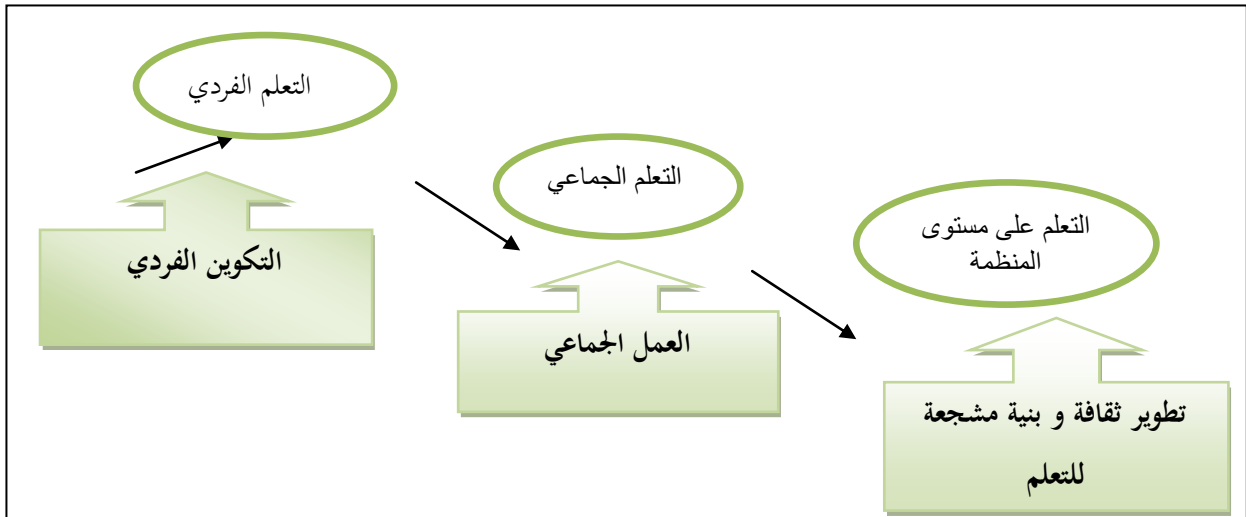 التعلم الفردي
التكوين الفردي
التعلم الجماعي
العمل الجماعي
التعلم على مستوى
المنظمة
تطوير ثقافة و بنية مشجعة
للتعلم